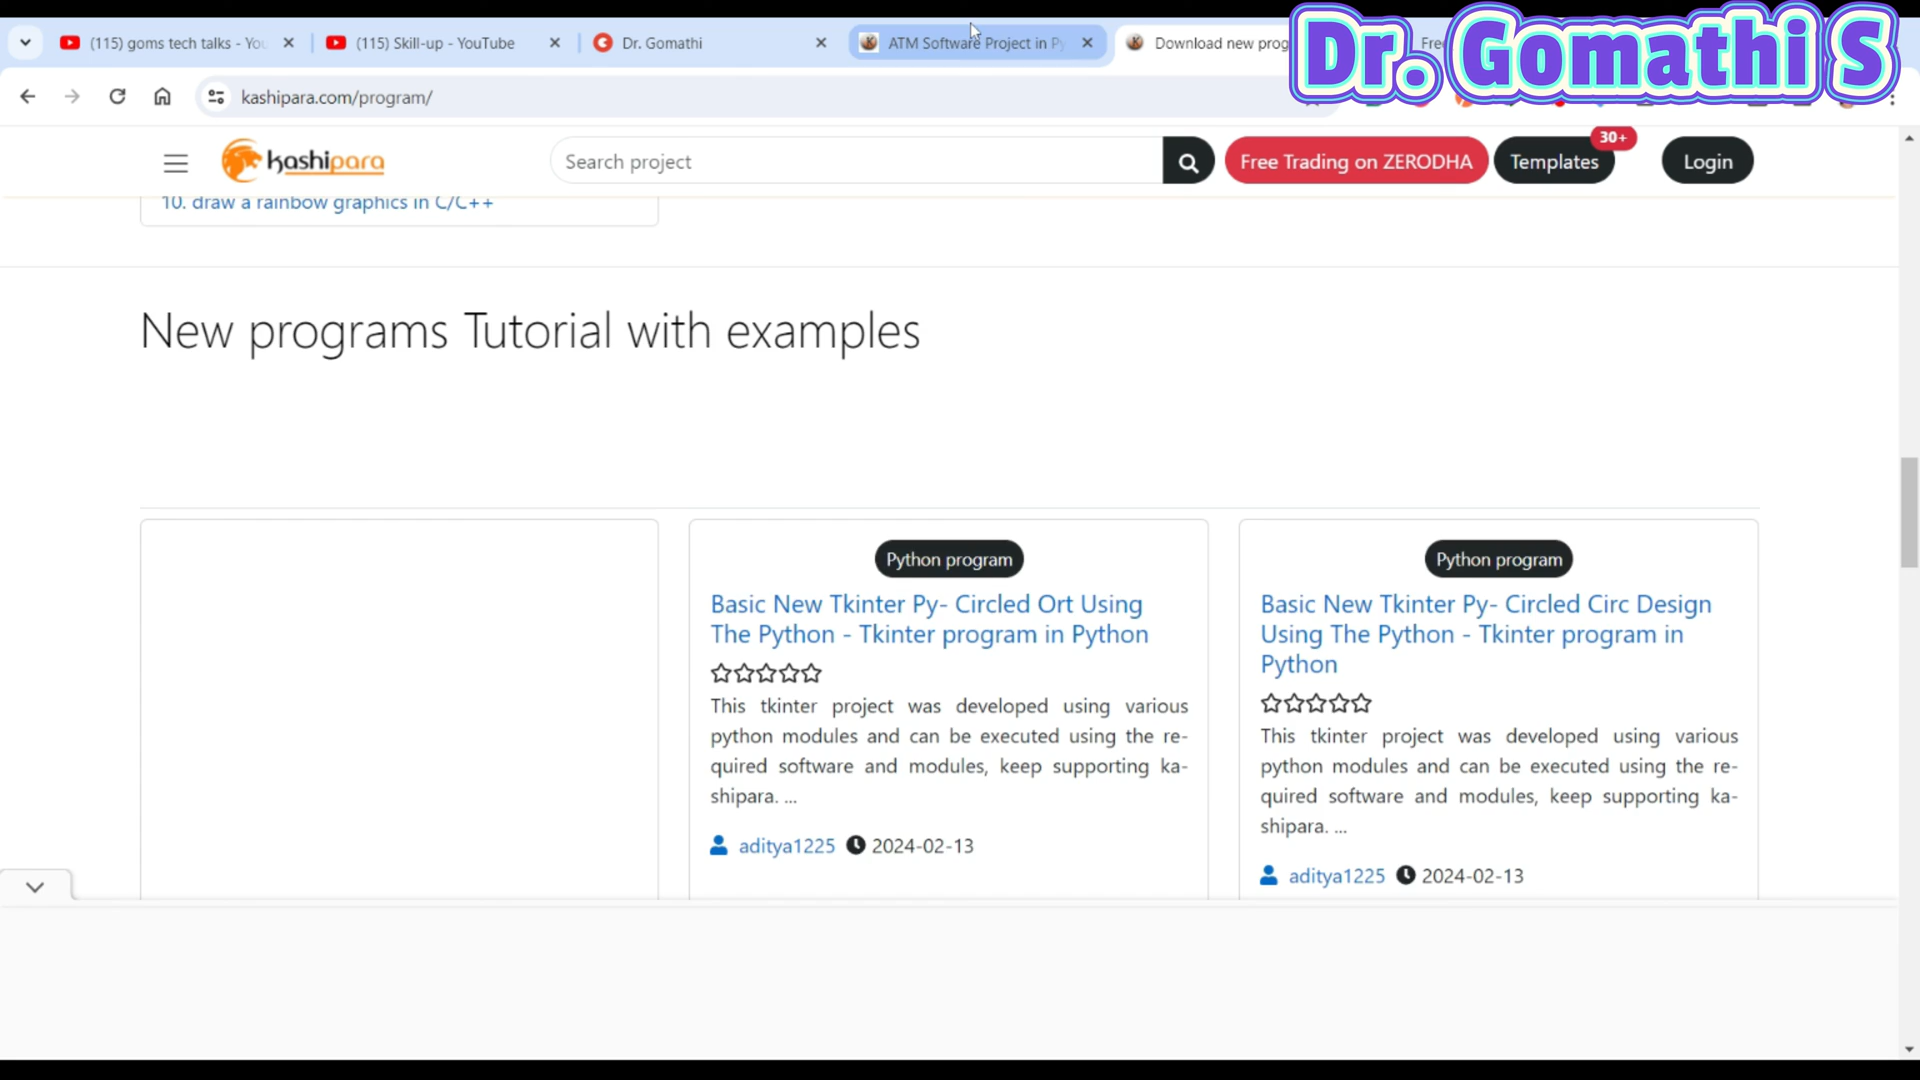 (115) goms tech talks - You
(115) Skill-up - YouTube
Dr. Gomathi
ATM Software Project in Py
Download new prog
Dr. Gomathi S
kashipara.com/program/
kashipara
Search project
Free Trading on ZERODHA
Templates
30+
Login
10. draw a rainbow graphics in C/C++
New programs Tutorial with examples
Python program
Basic New Tkinter Py- Circled Ort Using
The Python - Tkinter program in Python
This tkinter project was developed using various
python modules and can be executed using the re-
quired software and modules, keep supporting ka-
shipara. ...
aditya1225 2024-02-13
Python program
Basic New Tkinter Py- Circled Circ Design
Using The Python - Tkinter program in
Python
This tkinter project was developed using various
python modules and can be executed using the re-
quired software and modules, keep supporting ka-
shipara. ...
aditya1225 2024-02-13